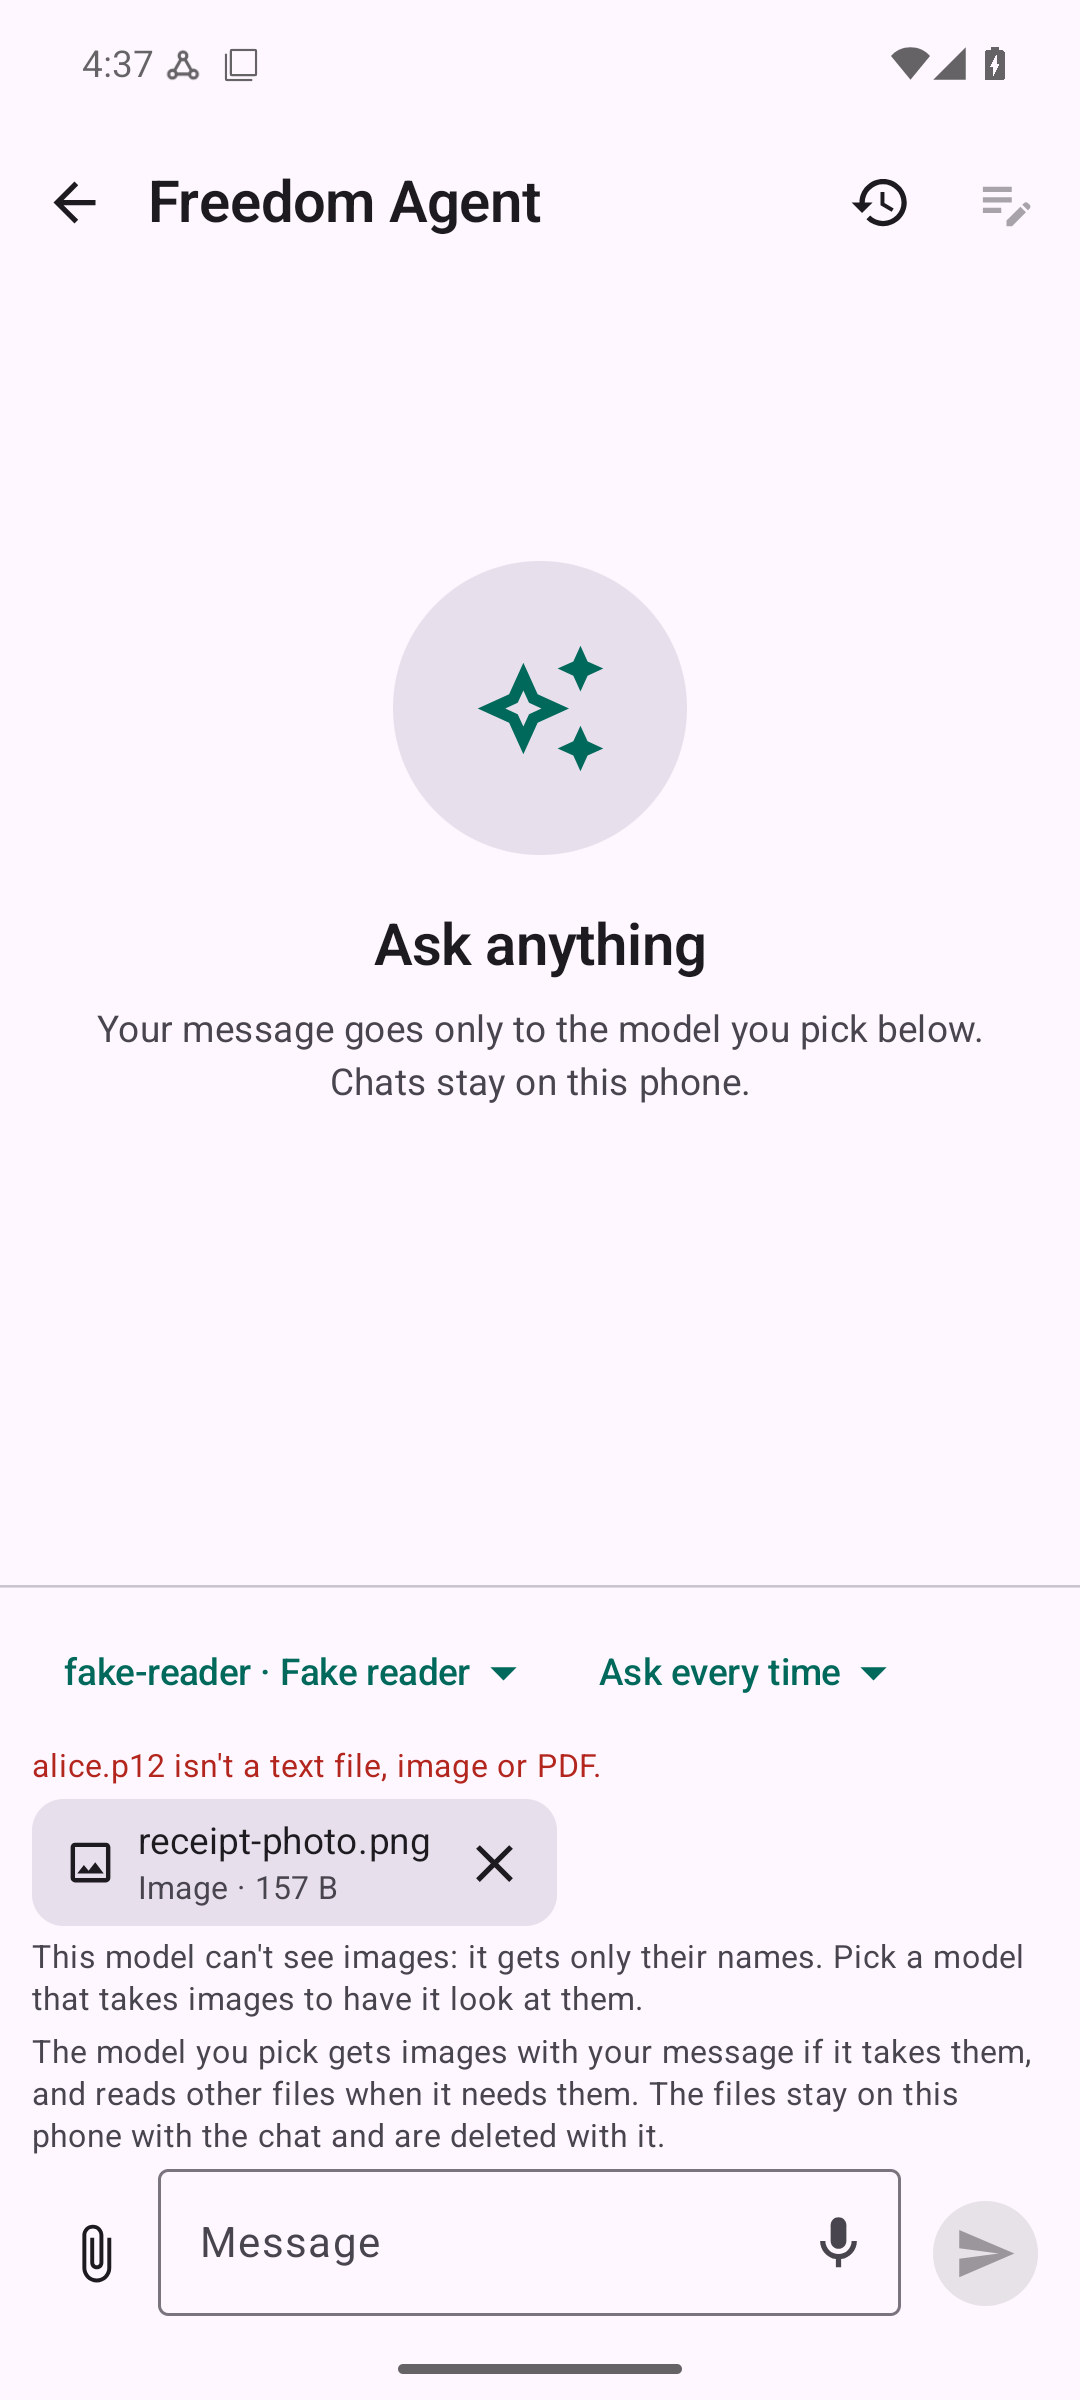 4:37
Freedom Agent
Ask anything
Your message goes only to the model you pick below.
Chats stay on this phone.
fake-reader · Fake reader
Ask every time
alice.p12 isn't a text file, image or PDF.
receipt-photo.png
Image · 157 B
This model can't see images: it gets only their names. Pick a model
that takes images to have it look at them.
The model you pick gets images with your message if it takes them,
and reads other files when it needs them. The files stay on this
phone with the chat and are deleted with it.
Message